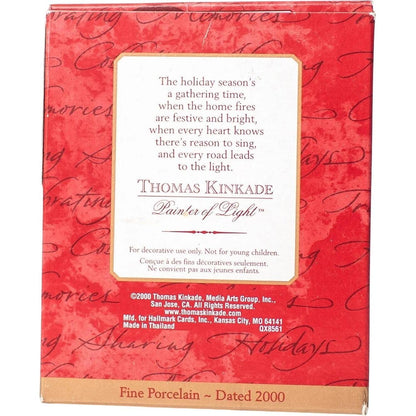 The holiday season's
a gathering time,
when the home fires
are festive and bright,
when every heart knows
there's reason to sing,
and every road leads
to the light.
THOMAS KINKADE
Painter of Light™
For decorative use only. Not for young children.
Conçue à des fins décoratives seulement.
Ne convient pas aux jeunes enfants.
©2000 Thomas Kinkade, Media Arts Group, Inc.,
San Jose, CA. All Rights Reserved.
www.thomaskinkade.com
Mfd. for Hallmark Cards, Inc., Kansas City, MO 64141
Made in Thailand QX8561
Sharing Holidays
Fine Porcelain ~ Dated 2000